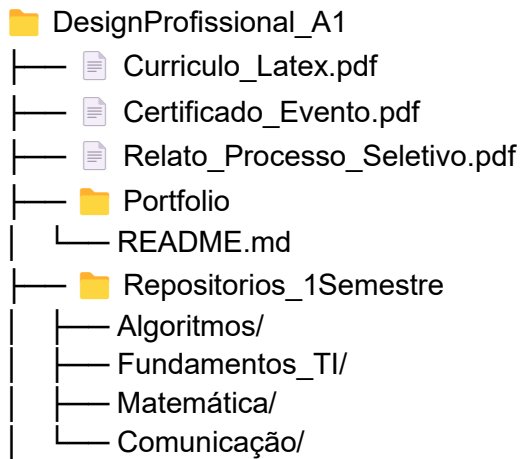 DesignProfissional_A1
├── Curriculo_Latex.pdf
├── Certificado_Evento.pdf
├── Relato_Processo_Seletivo.pdf
├── Portfolio
│ └── README.md
├── Repositorios_1Semestre
│ ├── Algoritmos/
│ ├── Fundamentos_TI/
│ ├── Matemática/
│ └── Comunicação/